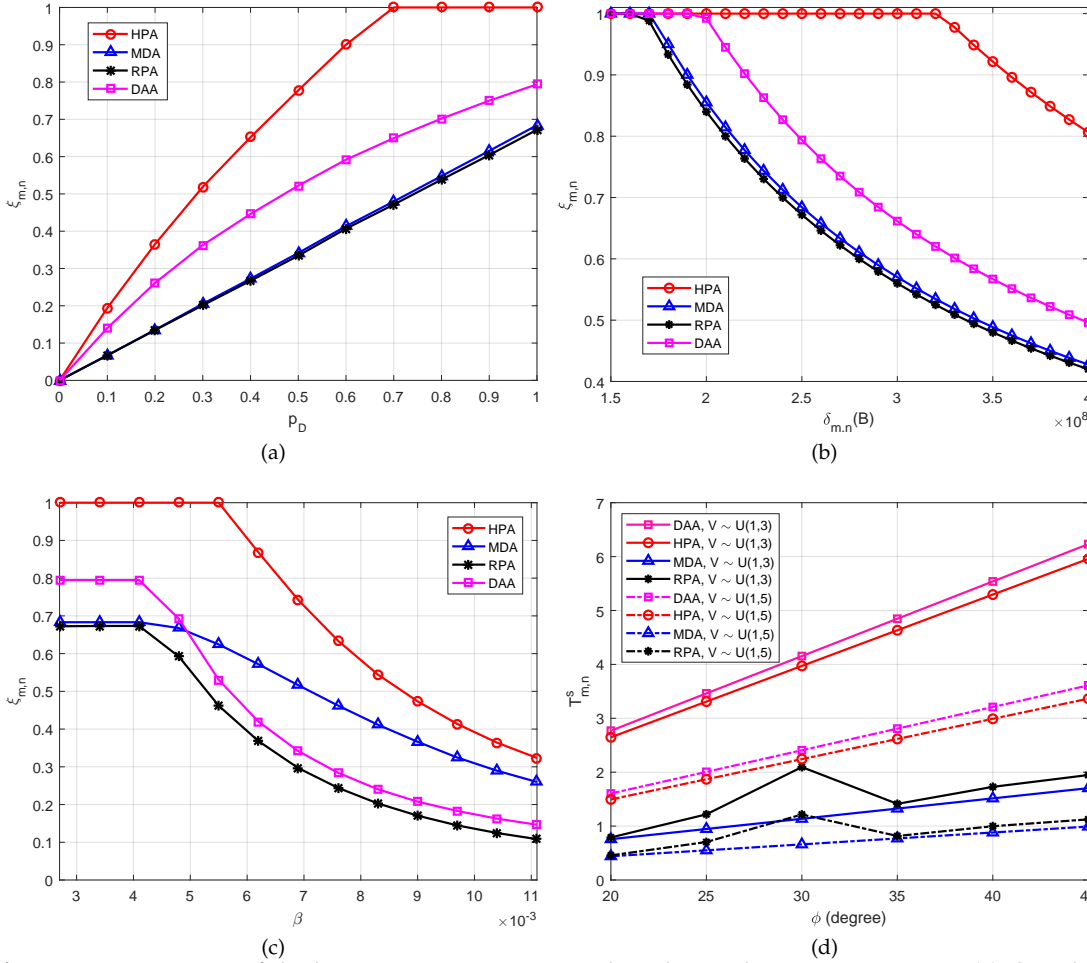 1
0.9
0.8
0.7
0.6
0.5
0.4
0.3
0.2
0.1
0
ξm,n
HPA
MDA
RPA
DAA
0 0.1 0.2 0.3 0.4 0.5 0.6 0.7 0.8 0.9 1
pD
(a)
1
0.9
0.8
0.7
0.6
0.5
0.4
ξm,n
HPA
MDA
RPA
DAA
1.5 2 2.5 3 3.5
δm.n(B)
×10
(b)
1
0.9
0.8
0.7
0.6
0.5
0.4
0.3
0.2
0.1
0
ξm,n
HPA
MDA
RPA
DAA
3 4 5 6 7 8 9 10 11
β
×10-3
(c)
7
6
5
4
3
2
1
0
Tsm,n
DAA, V ∼ U(1,3)
HPA, V ∼ U(1,3)
MDA, V ∼ U(1,3)
RPA, V ∼ U(1,3)
DAA, V ∼ U(1,5)
HPA, V ∼ U(1,5)
MDA, V ∼ U(1,5)
RPA, V ∼ U(1,5)
20 25 30 35 40
ϕ (degree)
(d)